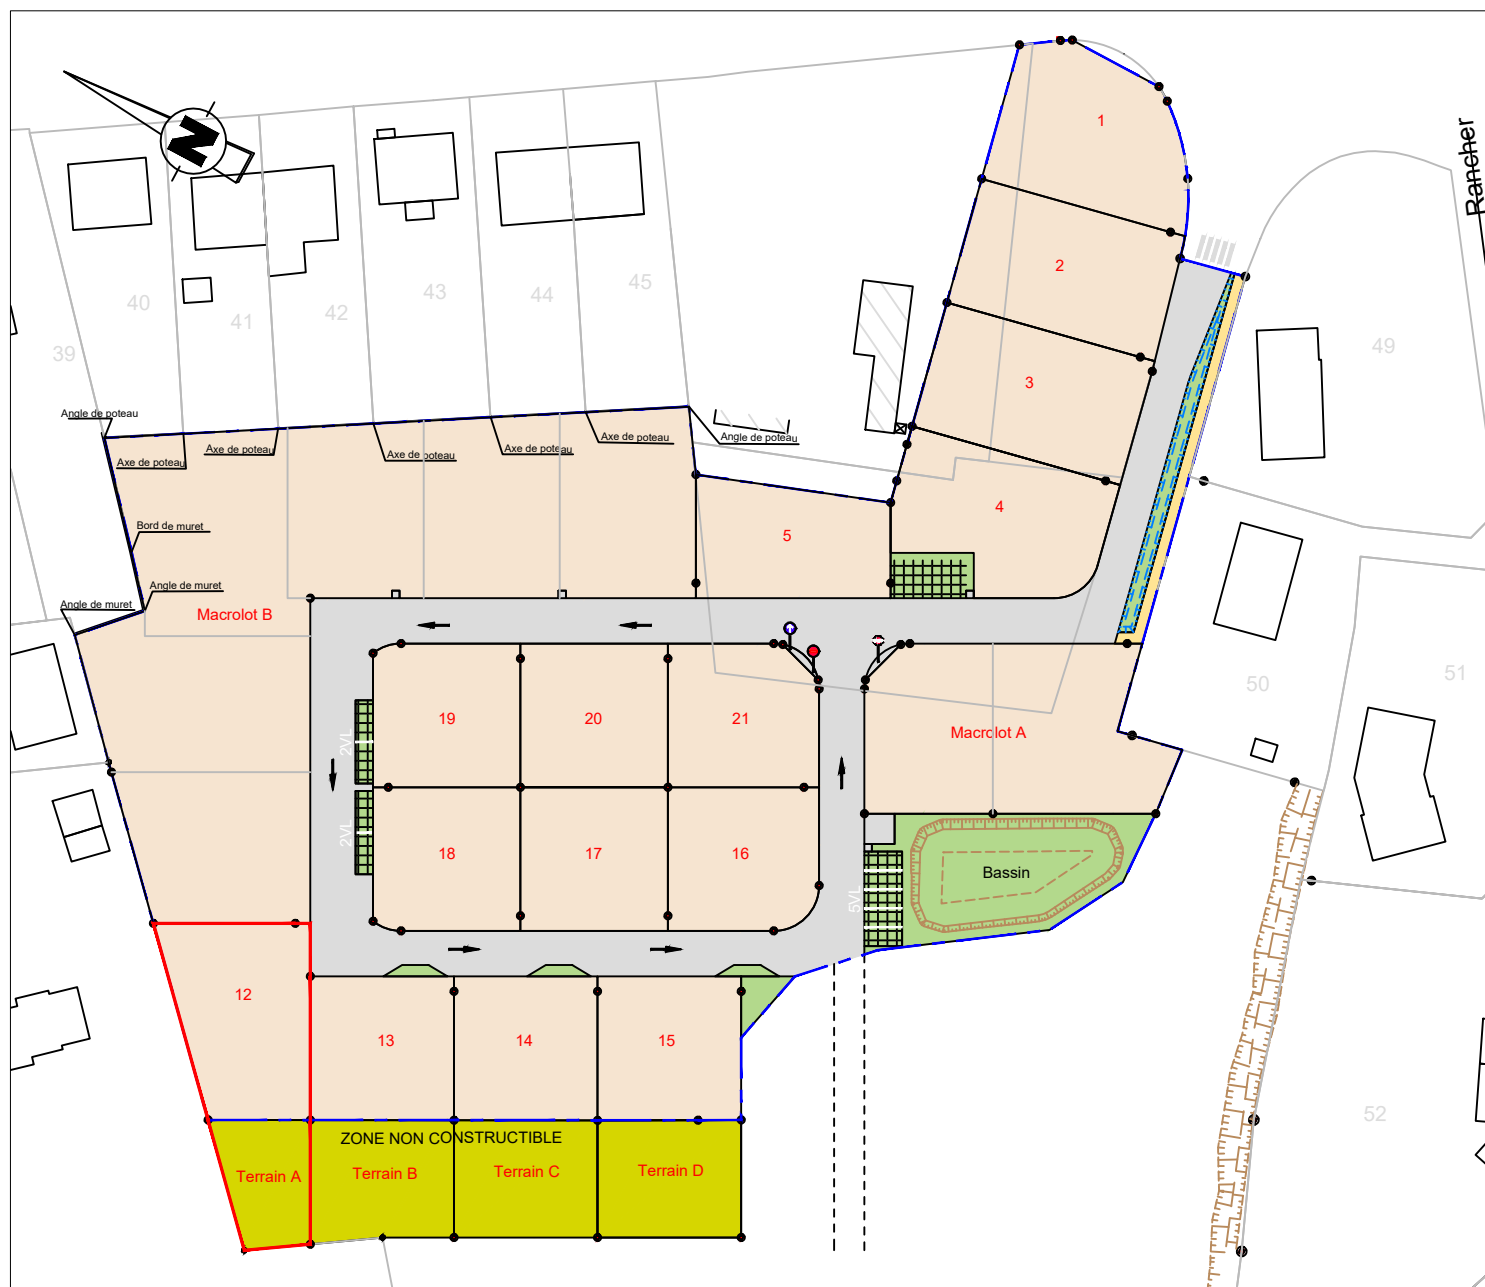 1
Rancher
N
2
45
44
43
40
42
41
49
39
3
Angle de poteau
Angle de poteau
Axe de poteau
Axe de poteau
Axe de poteau
Axe de poteau
Axe de poteau
4
Bord de muret
5
Angle de muret
Angle de muret
Macrolot B
51
50
19
20
21
Macrolot A
2VL
2VL
18
17
16
Bassin
5VL
12
13
14
15
52
ZONE NON CONSTRUCTIBLE
Terrain A
Terrain B
Terrain C
Terrain D